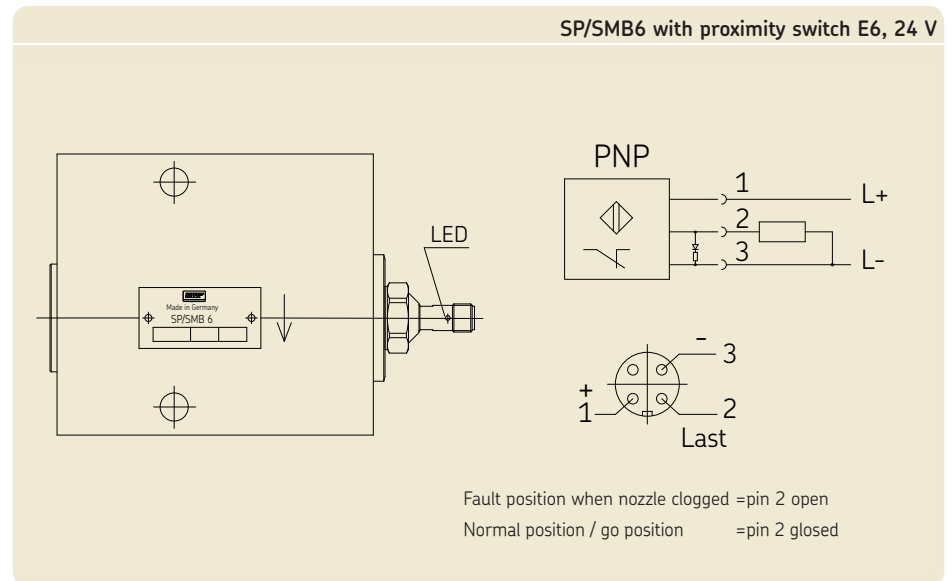 SP/SMB6 with proximity switch E6, 24 V
PNP
1
L+
2
3
L-
LED
Made in Germany
SP/SMB 6
-
3
+
1
2
Last
Fault position when nozzle clogged =pin 2 open
Normal position / go position =pin 2 glosed